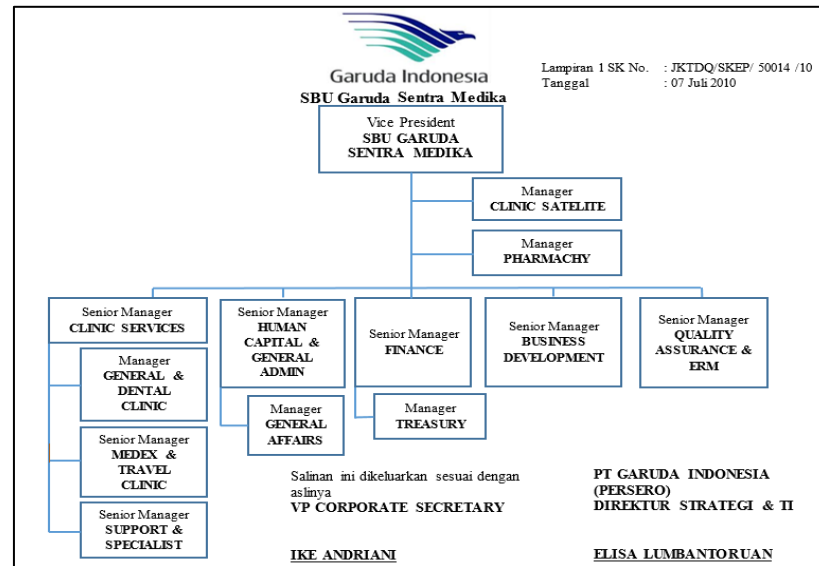 Garuda Indonesia
SBU Garuda Sentra Medika
Lampiran 1 SK No. : JKTDQ/SKEP/ 50014 /10
Tanggal : 07 Juli 2010
Vice President
SBU GARUDA
SENTRA MEDIKA
Manager
CLINIC SATELITE
Manager
PHARMACHY
Senior Manager
CLINIC SERVICES
Senior Manager
HUMAN
CAPITAL &
GENERAL
ADMIN
Senior Manager
FINANCE
Senior Manager
BUSINESS
DEVELOPMENT
Senior Manager
QUALITY
ASSURANCE &
ERM
Manager
GENERAL &
DENTAL
CLINIC
Manager
GENERAL
AFFAIRS
Manager
TREASURY
Senior Manager
MEDEX &
TRAVEL
CLINIC
Senior Manager
SUPPORT &
SPECIALIST
Salinan ini dikeluarkan sesuai dengan
aslinya
VP CORPORATE SECRETARY
IKE ANDRIANI
PT GARUDA INDONESIA
(PERSERO)
DIREKTUR STRATEGI & TI
ELISA LUMBANTORUAN